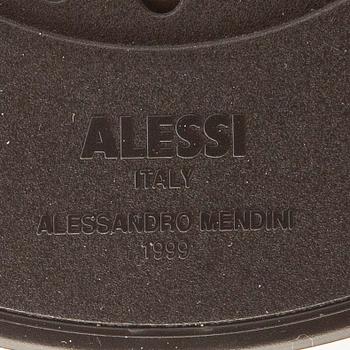 ALESSI
ITALY
ALESSANDRO MENDINI
1999